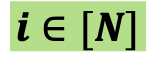 i ∈ [N]